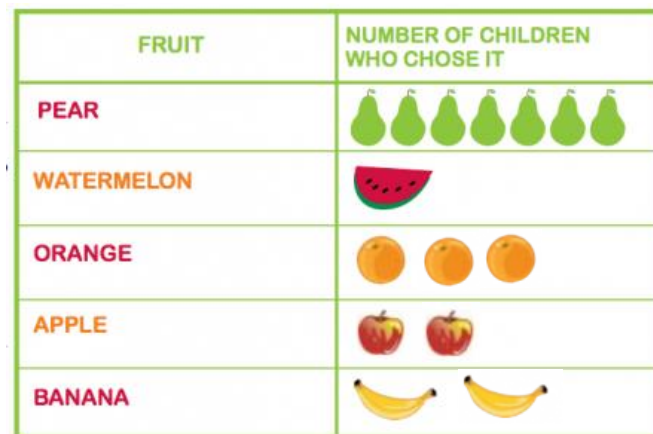 FRUIT
NUMBER OF CHILDREN
WHO CHOSE IT
PEAR
WATERMELON
ORANGE
APPLE
BANANA